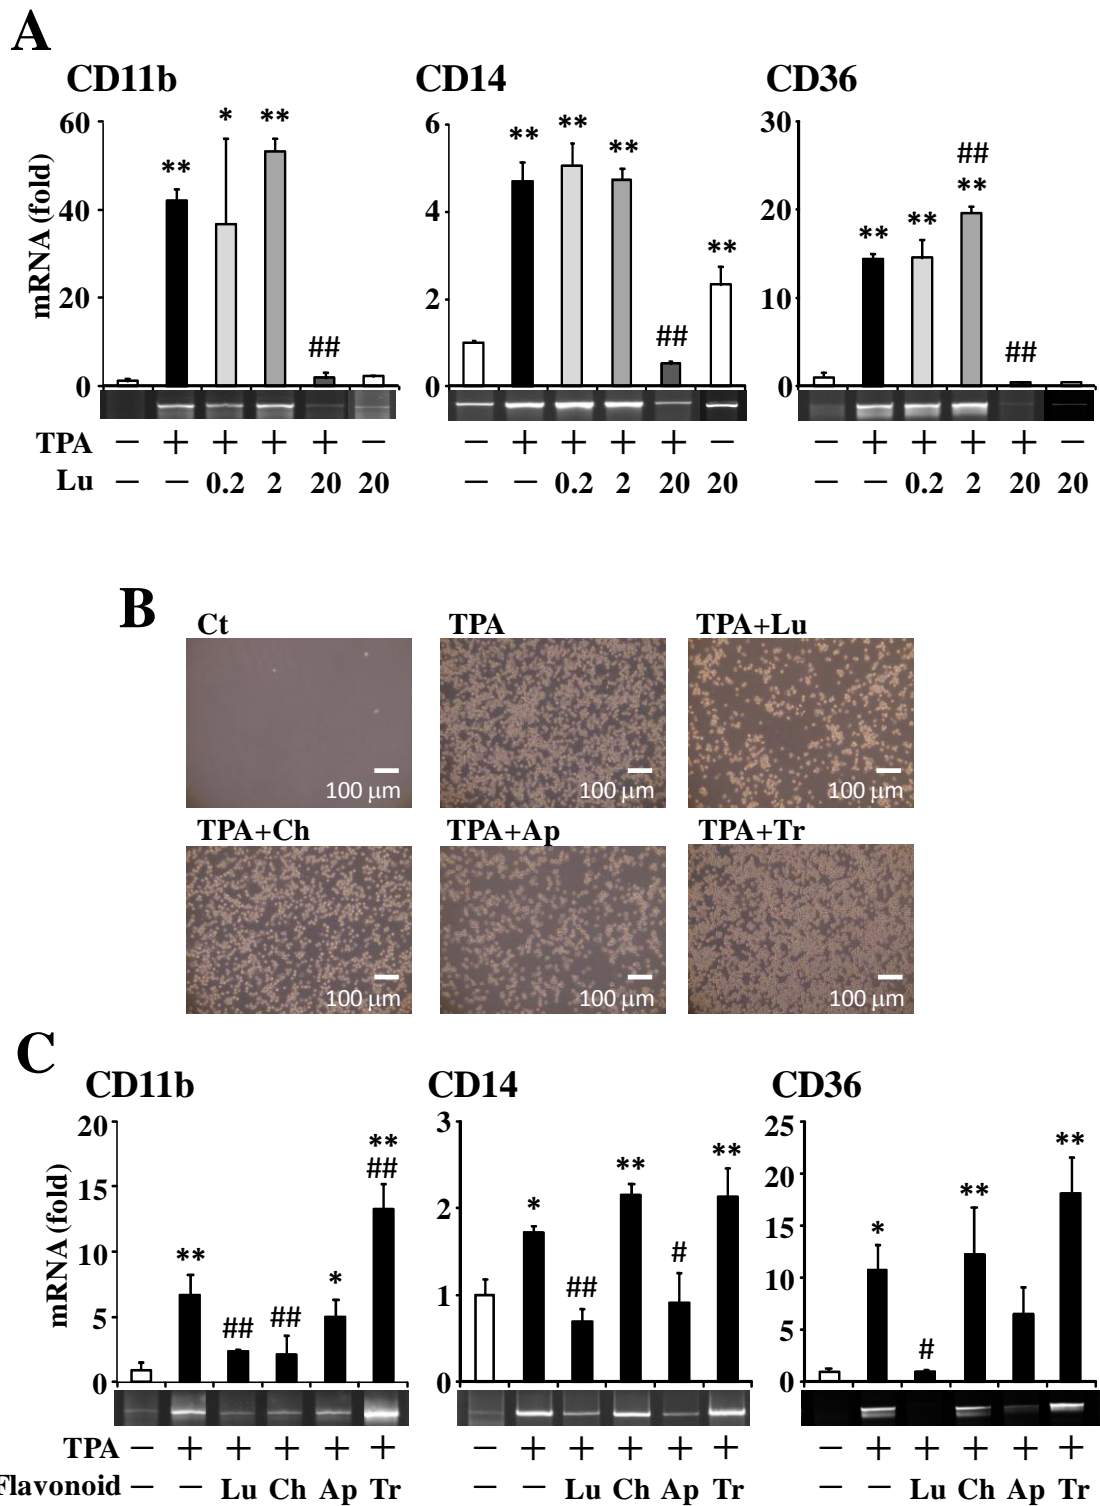 A
CD11b CD14 CD36
mRNA (fold)
60 40 20 0
* ** ** ##
6 4 2 0
** ** ** ## **
30 20 10 0
** ** ## ** ##
TPA − + + + + − − + + + + − − + + + + −
Lu − − 0.2 2 20 20 − − 0.2 2 20 20 − − 0.2 2 20 20
B
Ct TPA TPA+Lu
100 µm 100 µm 100 µm
TPA+Ch TPA+Ap TPA+Tr
100 µm 100 µm 100 µm
C
CD11b CD14 CD36
mRNA (fold)
20 15 10 5 0
** ## ## * ** ##
3 2 1 0
* ## ** # **
25 20 15 10 5 0
* # ** **
TPA − + + + + + − + + + + + − + + + + +
Flavonoid − − Lu Ch Ap Tr − − Lu Ch Ap Tr − − Lu Ch Ap Tr